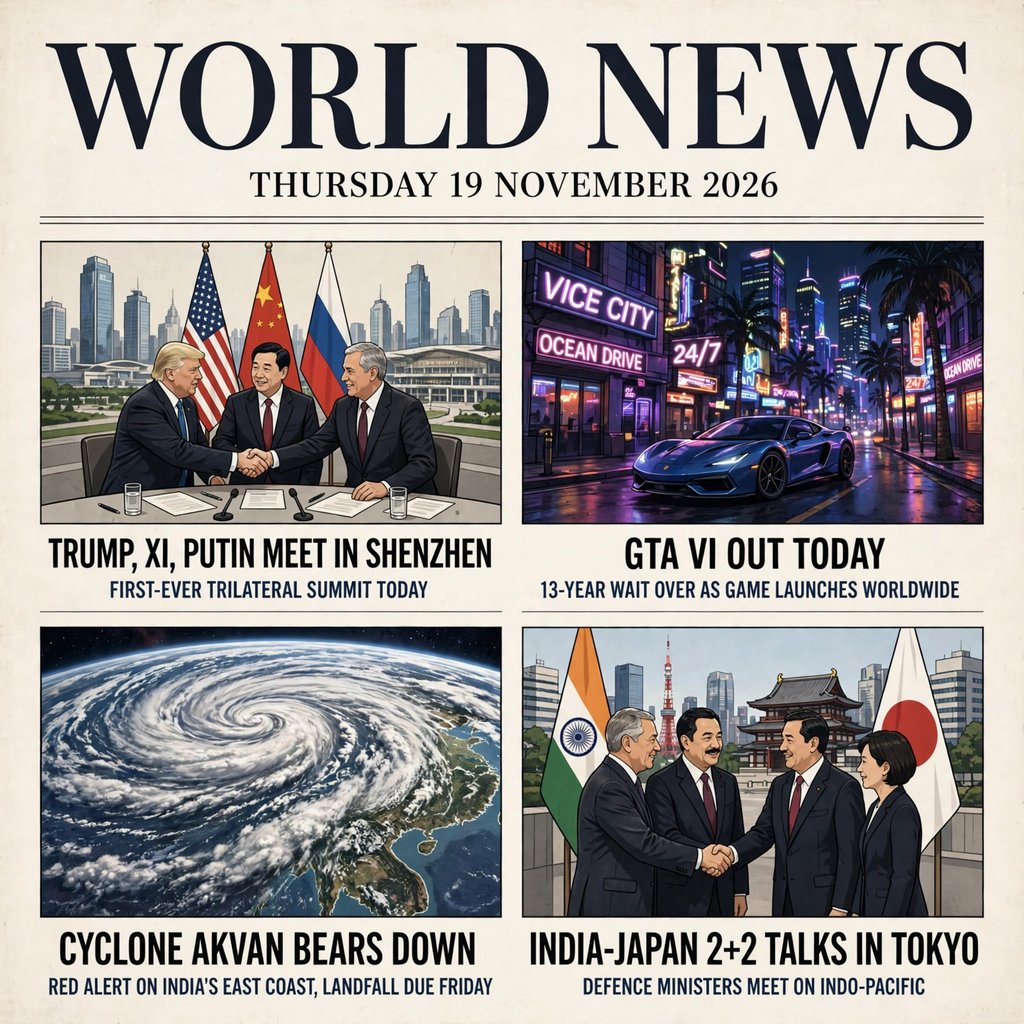 WORLD NEWS
THURSDAY 19 NOVEMBER 2026
VICE CITY
OCEAN DRIVE
24/7
OCEAN DRIVE
24/7
TRUMP, XI, PUTIN MEET IN SHENZHEN
FIRST-EVER TRILATERAL SUMMIT TODAY
GTA VI OUT TODAY
13-YEAR WAIT OVER AS GAME LAUNCHES WORLDWIDE
CYCLONE AKVAN BEARS DOWN
RED ALERT ON INDIA'S EAST COAST, LANDFALL DUE FRIDAY
INDIA-JAPAN 2+2 TALKS IN TOKYO
DEFENCE MINISTERS MEET ON INDO-PACIFIC